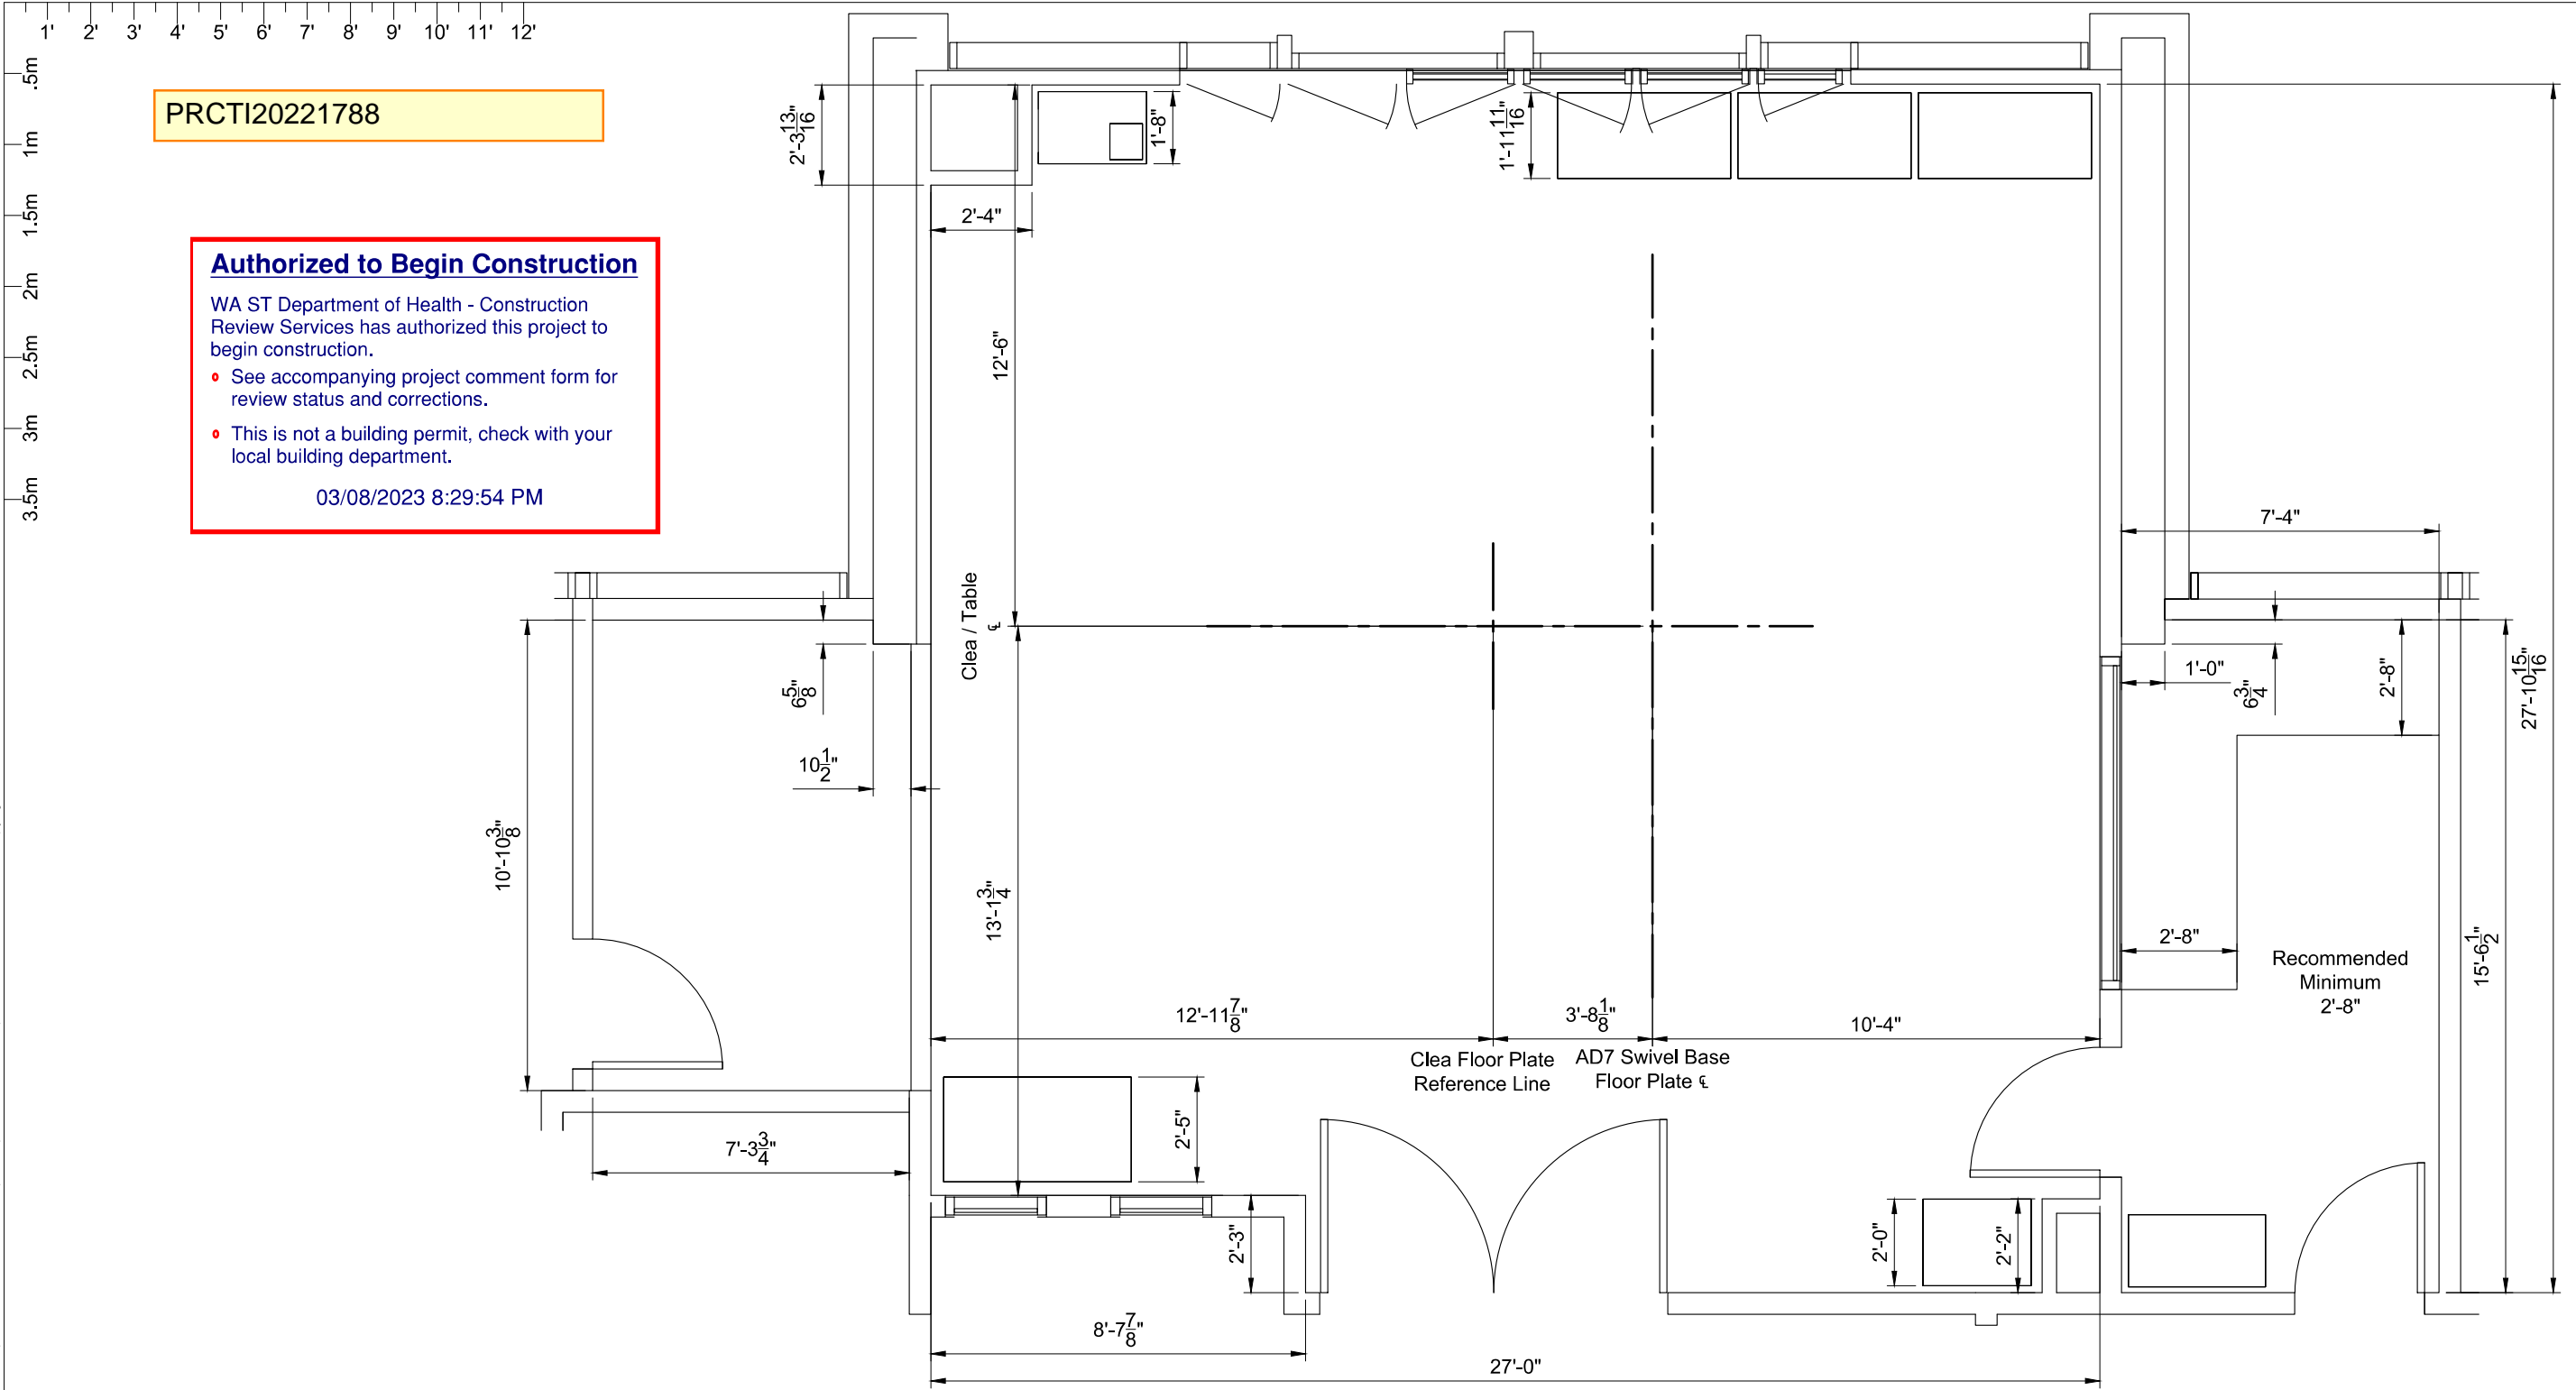 1' 2' 3' 4' 5' 6' 7' 8' 9' 10' 11' 12'
.5m
1m
1.5m
2m
2.5m
3m
3.5m
PRCTI20221788
Authorized to Begin Construction
WA ST Department of Health - Construction
Review Services has authorized this project to
begin construction.
See accompanying project comment form for
review status and corrections.
This is not a building permit, check with your
local building department.
03/08/2023 8:29:54 PM
2'-3 13/16"
1'-8"
1'-11 11/16"
2'-4"
12'-6"
7'-4"
Clea / Table
℄
6 5/8"
1'-0"
6 3/4"
2'-8"
27'-10 15/16"
10 1/2"
10'-10 3/8"
13'-1 3/4"
2'-8"
Recommended
Minimum
2'-8"
15'-6 1/2"
12'-11 7/8"
3'-8 1/8"
10'-4"
Clea Floor Plate
Reference Line
AD7 Swivel Base
Floor Plate ℄
2'-5"
7'-3 3/4"
2'-3"
2'-0"
2'-2"
8'-7 7/8"
27'-0"